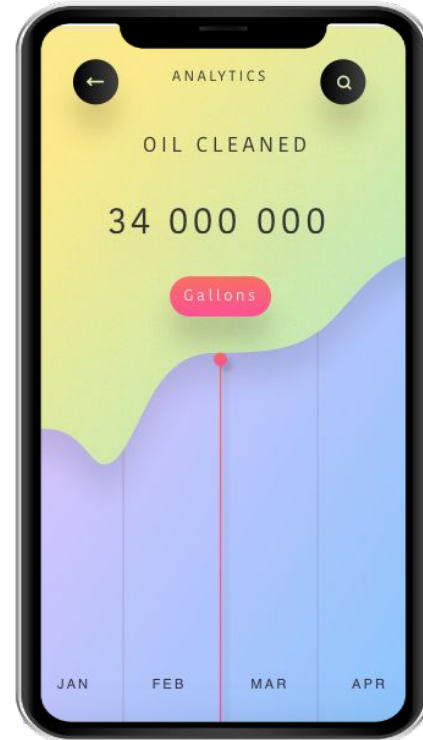 ANALYTICS
OIL CLEANED
34 000 000
Gallons
JAN FEB MAR APR